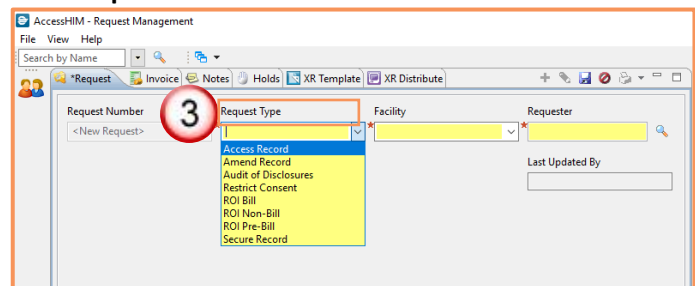 AccessHIM - Request Management
File View Help
Search by Name
*Request Invoice Notes Holds XR Template XR Distribute
Request Number 3 Request Type Facility Requester
<New Request> * * *
Access Record
Amend Record
Audit of Disclosures
Restrict Consent
ROI Bill
ROI Non-Bill
ROI Pre-Bill
Secure Record
Last Updated By